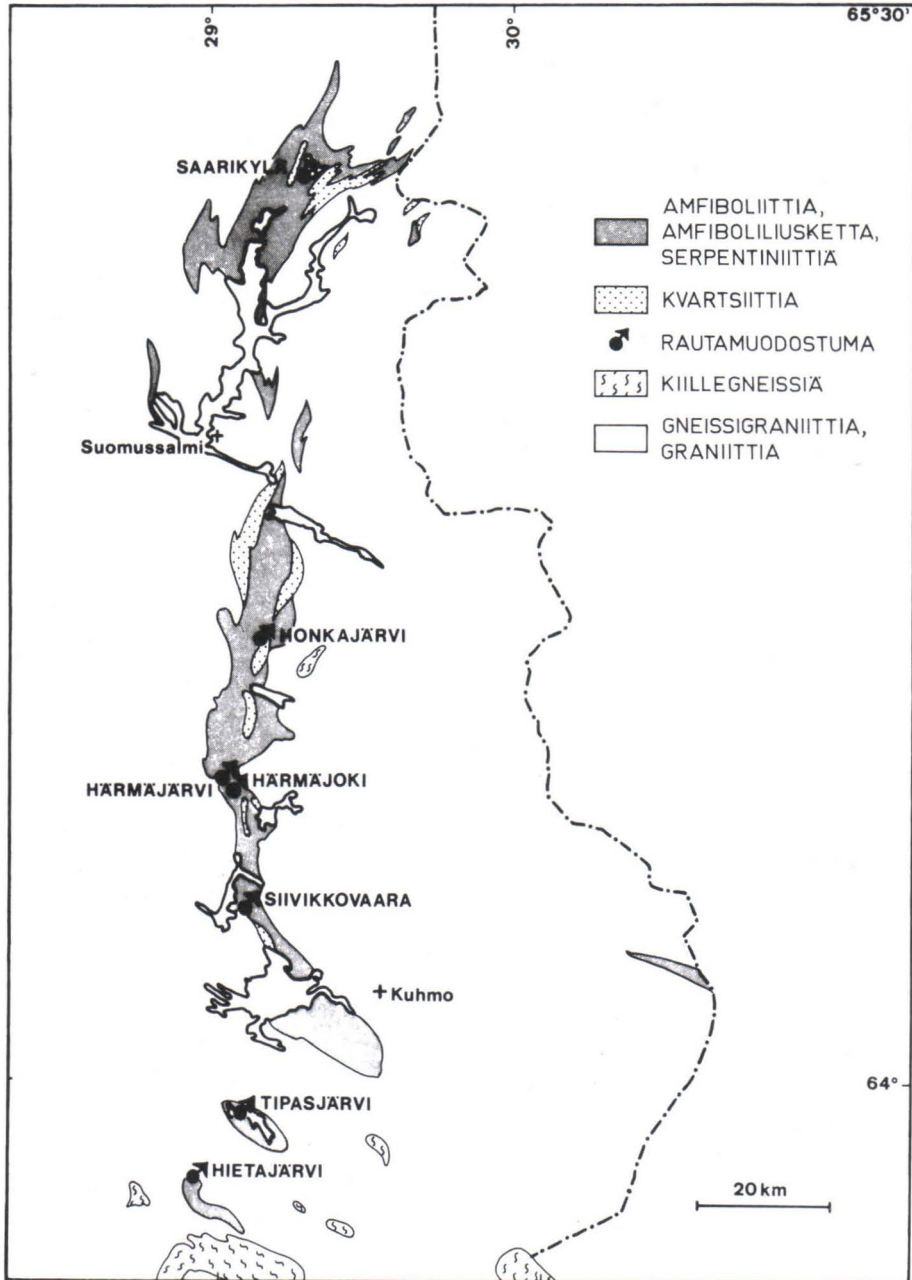 29°
30°
65°30'
SAARIKYLÄ
AMFIBOLIITTIA,
AMFIBOLILIUSKETTA,
SERPENTINIITTIÄ
KVARTSIITTIA
RAUTAMUODOSTUMA
KIILLEGNEISSIÄ
GNEISSIGRANIITTIA,
GRANIITTIA
Suomussalmi
HONKAJÄRVI
HÄRMÄJÄRVI
HÄRMÄJOKI
SIIVIKKOVAARA
Kuhmo
64°
TIPASJÄRVI
HIETAJÄRVI
20 km